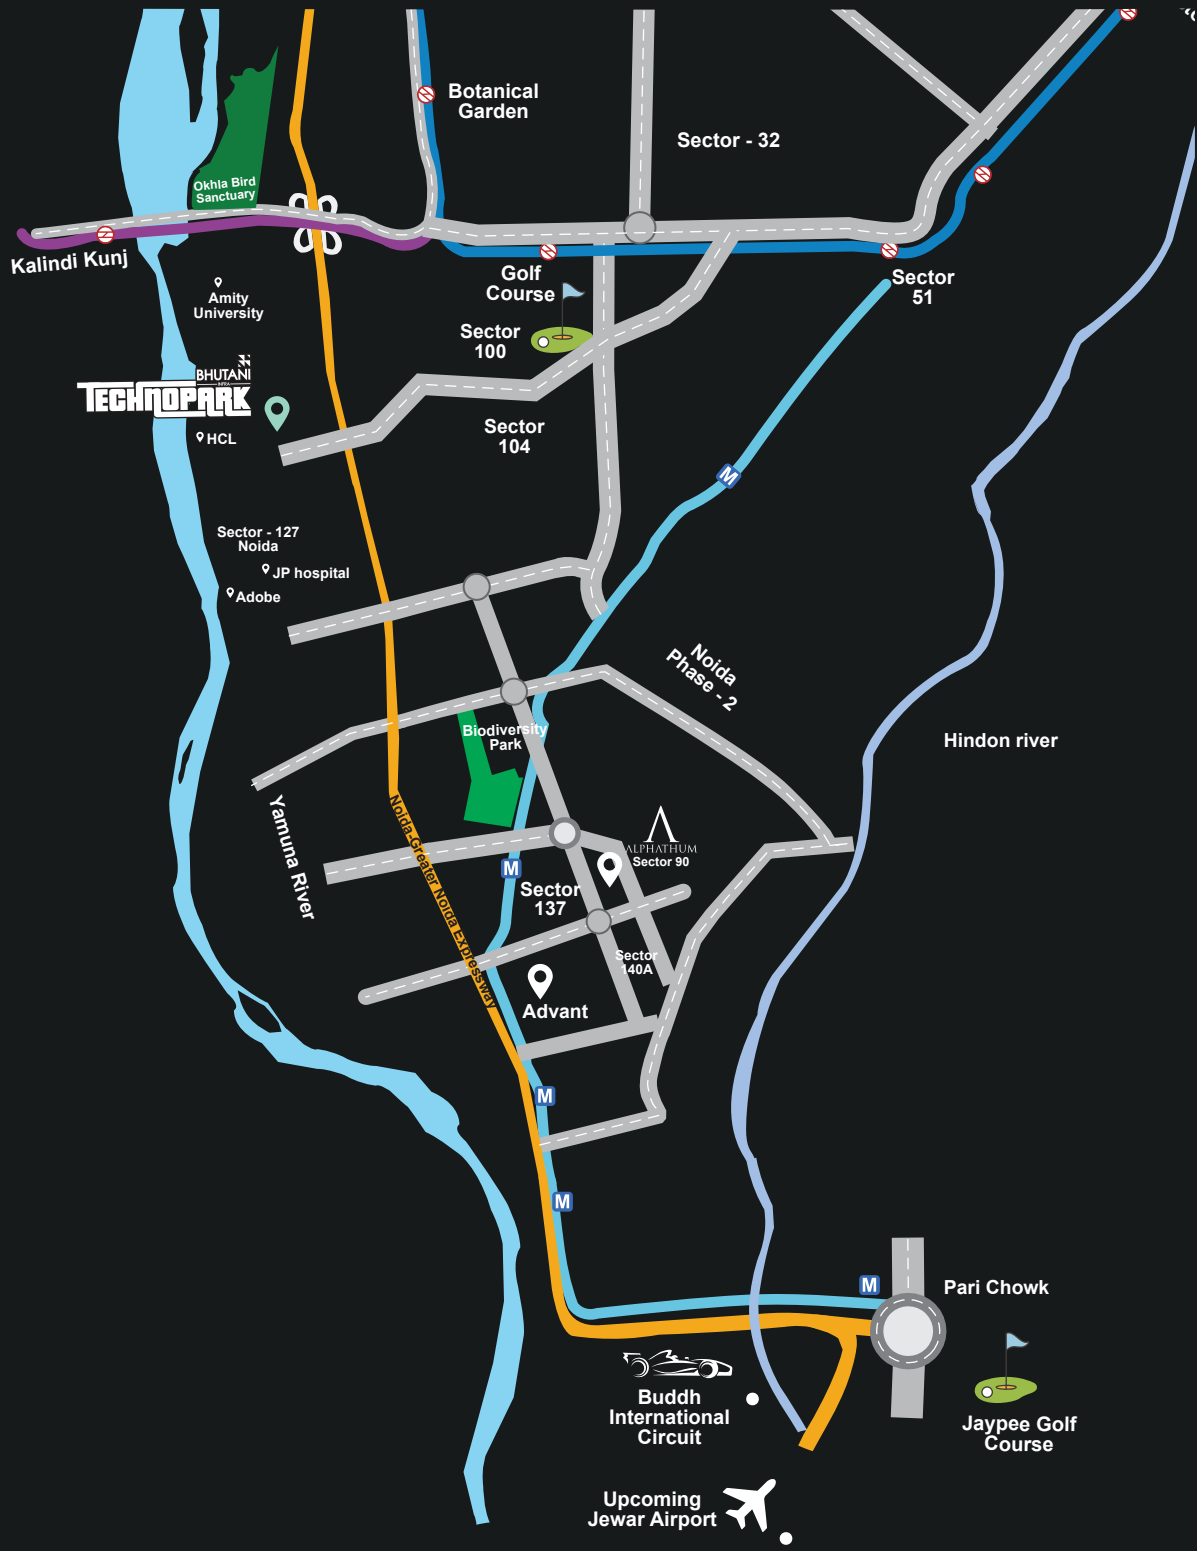 Botanical
Garden
Sector - 32
Okhla Bird
Sanctuary
Kalindi Kunj
Golf
Course
Sector
51
Amity
University
Sector
100
BHUTANI
INFRA
TECHNOPARK
HCL
Sector
104
Sector - 127
Noida
JP hospital
Adobe
M
Noida
Phase - 2
Biodiversity
Park
Hindon river
Yamuna River
Noida-Greater Noida Expressway
ALPHATHUM
Sector 90
M
Sector
137
Sector
140A
Advant
M
M
M
Pari Chowk
Buddh
International
Circuit
Jaypee Golf
Course
Upcoming
Jewar Airport